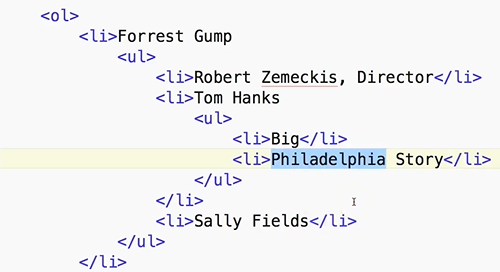 <ol>
<li>Forrest Gump
<ul>
<li>Robert Zemeckis, Director</li>
<li>Tom Hanks
<ul>
<li>Big</li>
<li>Philadelphia Story</li>
</ul>
</li>
<li>Sally Fields</li>
</ul>
</li>